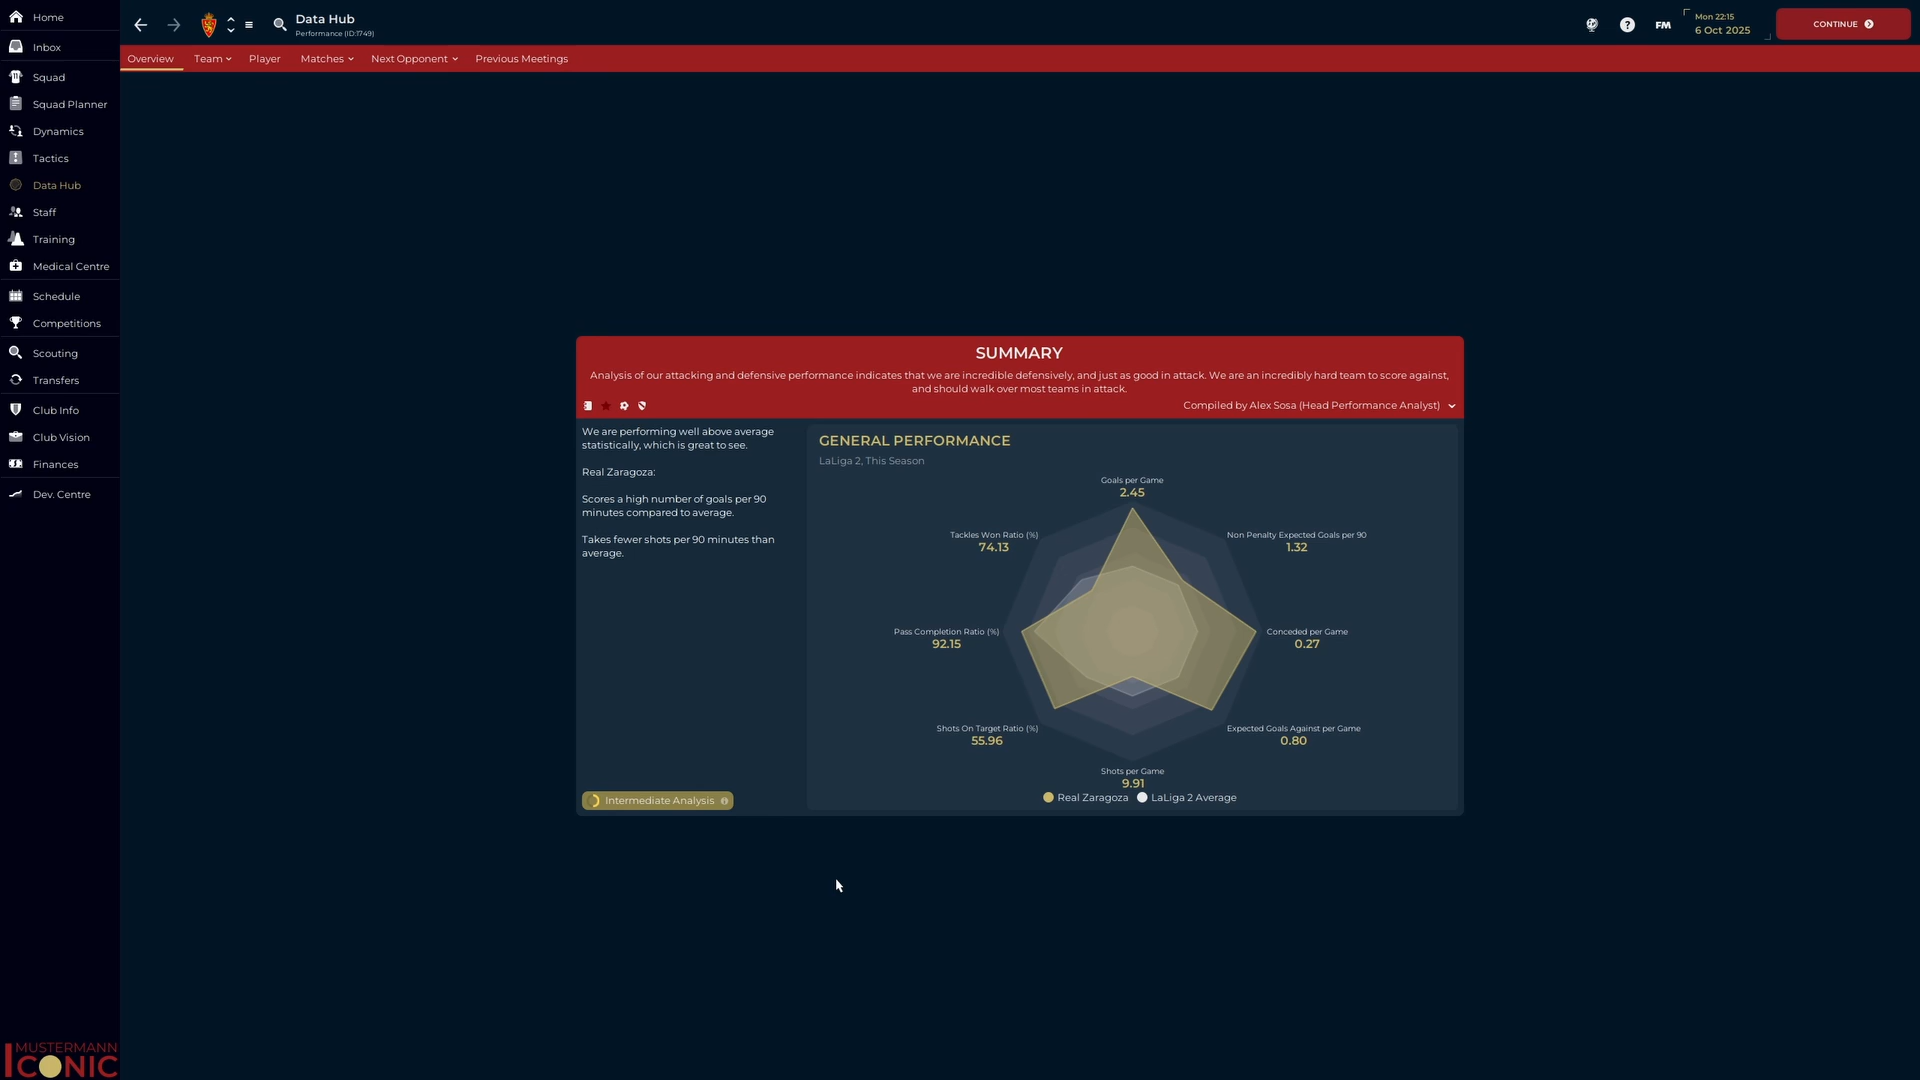 Home
Inbox
Squad
Squad Planner
Dynamics
Tactics
Data Hub
Staff
Training
Medical Centre
Schedule
Competitions
Scouting
Transfers
Club Info
Club Vision
Finances
Dev. Centre
MUSTERMANN
ICONIC
Data Hub
Performance (ID:1749)
FM
Mon 22:15
6 Oct 2025
CONTINUE
Overview
Team
Player
Matches
Next Opponent
Previous Meetings
SUMMARY
Analysis of our attacking and defensive performance indicates that we are incredible defensively, and just as good in attack. We are an incredibly hard team to score against,
and should walk over most teams in attack.
Compiled by Alex Sosa (Head Performance Analyst)
We are performing well above average
statistically, which is great to see.
Real Zaragoza:
Scores a high number of goals per 90
minutes compared to average.
Takes fewer shots per 90 minutes than
average.
Intermediate Analysis
GENERAL PERFORMANCE
LaLiga 2, This Season
Goals per Game
2.45
Tackles Won Ratio (%)
74.13
Non Penalty Expected Goals per 90
1.32
Pass Completion Ratio (%)
92.15
Conceded per Game
0.27
Shots On Target Ratio (%)
55.96
Expected Goals Against per Game
0.80
Shots per Game
9.91
Real Zaragoza
LaLiga 2 Average